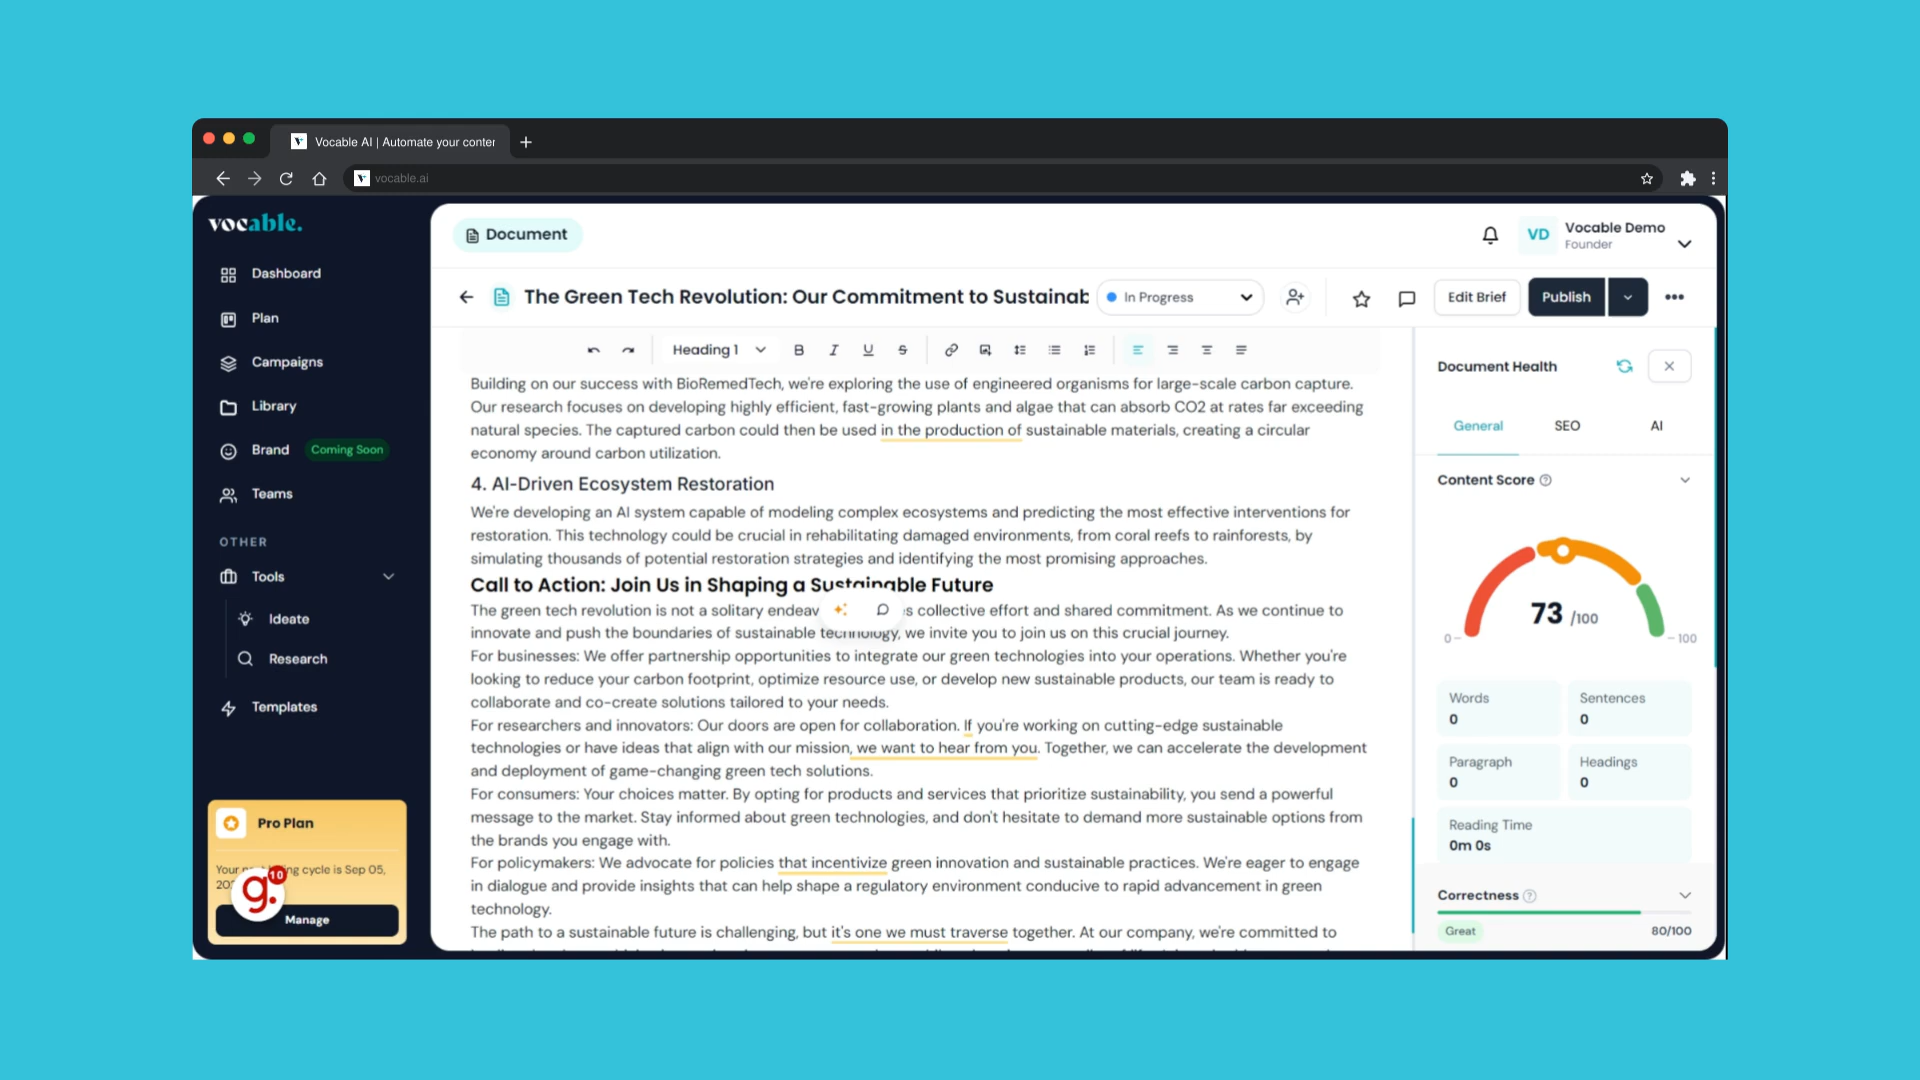 Vocable AI | Automate your conter
vocable.ai
vocable.
Dashboard
Plan
Campaigns
Library
Brand Coming Soon
Teams
OTHER
Tools
Ideate
Research
Templates
Pro Plan
Your ng cycle is Sep 05,
20
g.
10
Manage
Document
VD
Vocable Demo
Founder
The Green Tech Revolution: Our Commitment to Sustainab
In Progress
Edit Brief
Publish
Heading 1
B I U S
Building on our success with BioRemedTech, we're exploring the use of engineered organisms for large-scale carbon capture.
Our research focuses on developing highly efficient, fast-growing plants and algae that can absorb CO2 at rates far exceeding
natural species. The captured carbon could then be used in the production of sustainable materials, creating a circular
economy around carbon utilization.
4. AI-Driven Ecosystem Restoration
We're developing an AI system capable of modeling complex ecosystems and predicting the most effective interventions for
restoration. This technology could be crucial in rehabilitating damaged environments, from coral reefs to rainforests, by
simulating thousands of potential restoration strategies and identifying the most promising approaches.
Call to Action: Join Us in Shaping a Sustainable Future
The green tech revolution is not a solitary endeav s collective effort and shared commitment. As we continue to
innovate and push the boundaries of sustainable technology, we invite you to join us on this crucial journey.
For businesses: We offer partnership opportunities to integrate our green technologies into your operations. Whether you're
looking to reduce your carbon footprint, optimize resource use, or develop new sustainable products, our team is ready to
collaborate and co-create solutions tailored to your needs.
For researchers and innovators: Our doors are open for collaboration. If you're working on cutting-edge sustainable
technologies or have ideas that align with our mission, we want to hear from you. Together, we can accelerate the development
and deployment of game-changing green tech solutions.
For consumers: Your choices matter. By opting for products and services that prioritize sustainability, you send a powerful
message to the market. Stay informed about green technologies, and don't hesitate to demand more sustainable options from
the brands you engage with.
For policymakers: We advocate for policies that incentivize green innovation and sustainable practices. We're eager to engage
in dialogue and provide insights that can help shape a regulatory environment conducive to rapid advancement in green
technology.
The path to a sustainable future is challenging, but it's one we must traverse together. At our company, we're committed to
Document Health
General
SEO
AI
Content Score
73 /100
0
100
Words
0
Sentences
0
Paragraph
0
Headings
0
Reading Time
0m 0s
Correctness
Great
80/100